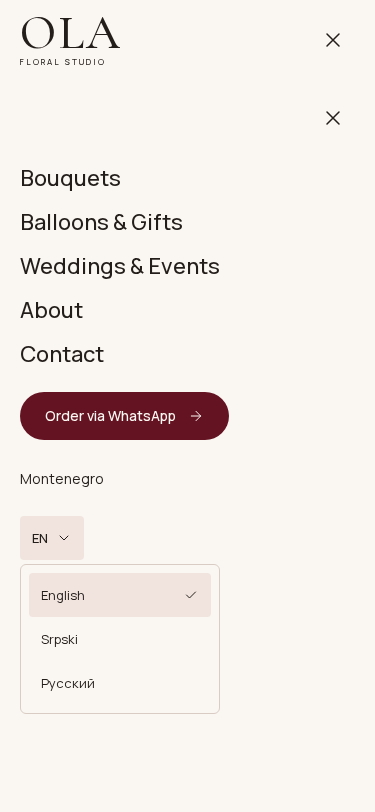 OLA
FLORAL STUDIO
Bouquets
Balloons & Gifts
Weddings & Events
About
Contact
Order via WhatsApp
Montenegro
EN
English
Srpski
Русский